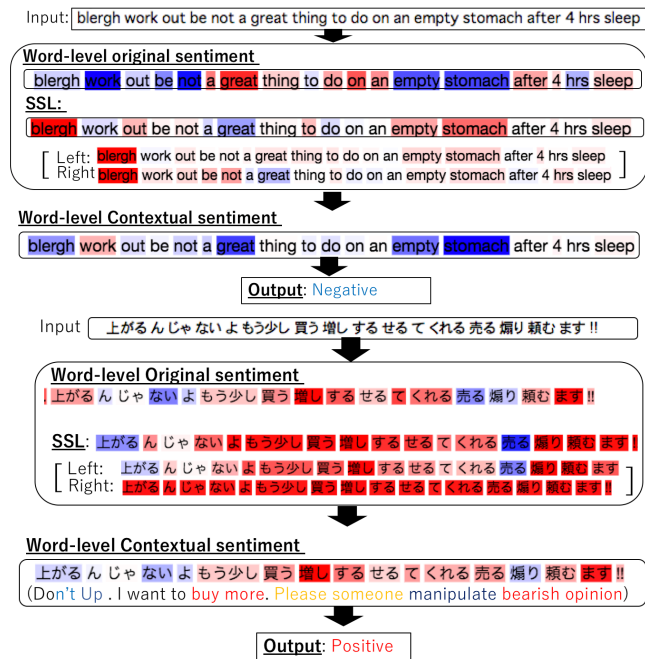 Input: blergh work out be not a great thing to do on an empty stomach after 4 hrs sleep
Word-level original sentiment
blergh work out be not a great thing to do on an empty stomach after 4 hrs sleep
SSL:
blergh work out be not a great thing to do on an empty stomach after 4 hrs sleep
[ Left: blergh work out be not a great thing to do on an empty stomach after 4 hrs sleep
Right blergh work out be not a great thing to do on an empty stomach after 4 hrs sleep ]
Word-level Contextual sentiment
blergh work out be not a great thing to do on an empty stomach after 4 hrs sleep
Output: Negative
Input 上がる ん じゃ ない よ もう少し 買う 増し する せる て くれる 売る 煽り 頼む ます !!
Word-level Original sentiment
上がる ん じゃ ない よ もう少し 買う 増し する せる て くれる 売る 煽り 頼む ます !!
SSL: 上がる ん じゃ ない よ もう少し 買う 増し する せる て くれる 売る 煽り 頼む ます !
[ Left: 上がる ん じゃ ない よ もう少し 買う 増し する せる て くれる 売る 煽り 頼む ます
Right: 上がる ん じゃ ない よ もう少し 買う 増し する せる て くれる 売る 煽り 頼む ます !! ]
Word-level Contextual sentiment
上がる ん じゃ ない よ もう少し 買う 増し する せる て くれる 売る 煽り 頼む ます !!
(Don't Up . I want to buy more. Please someone manipulate bearish opinion)
Output: Positive